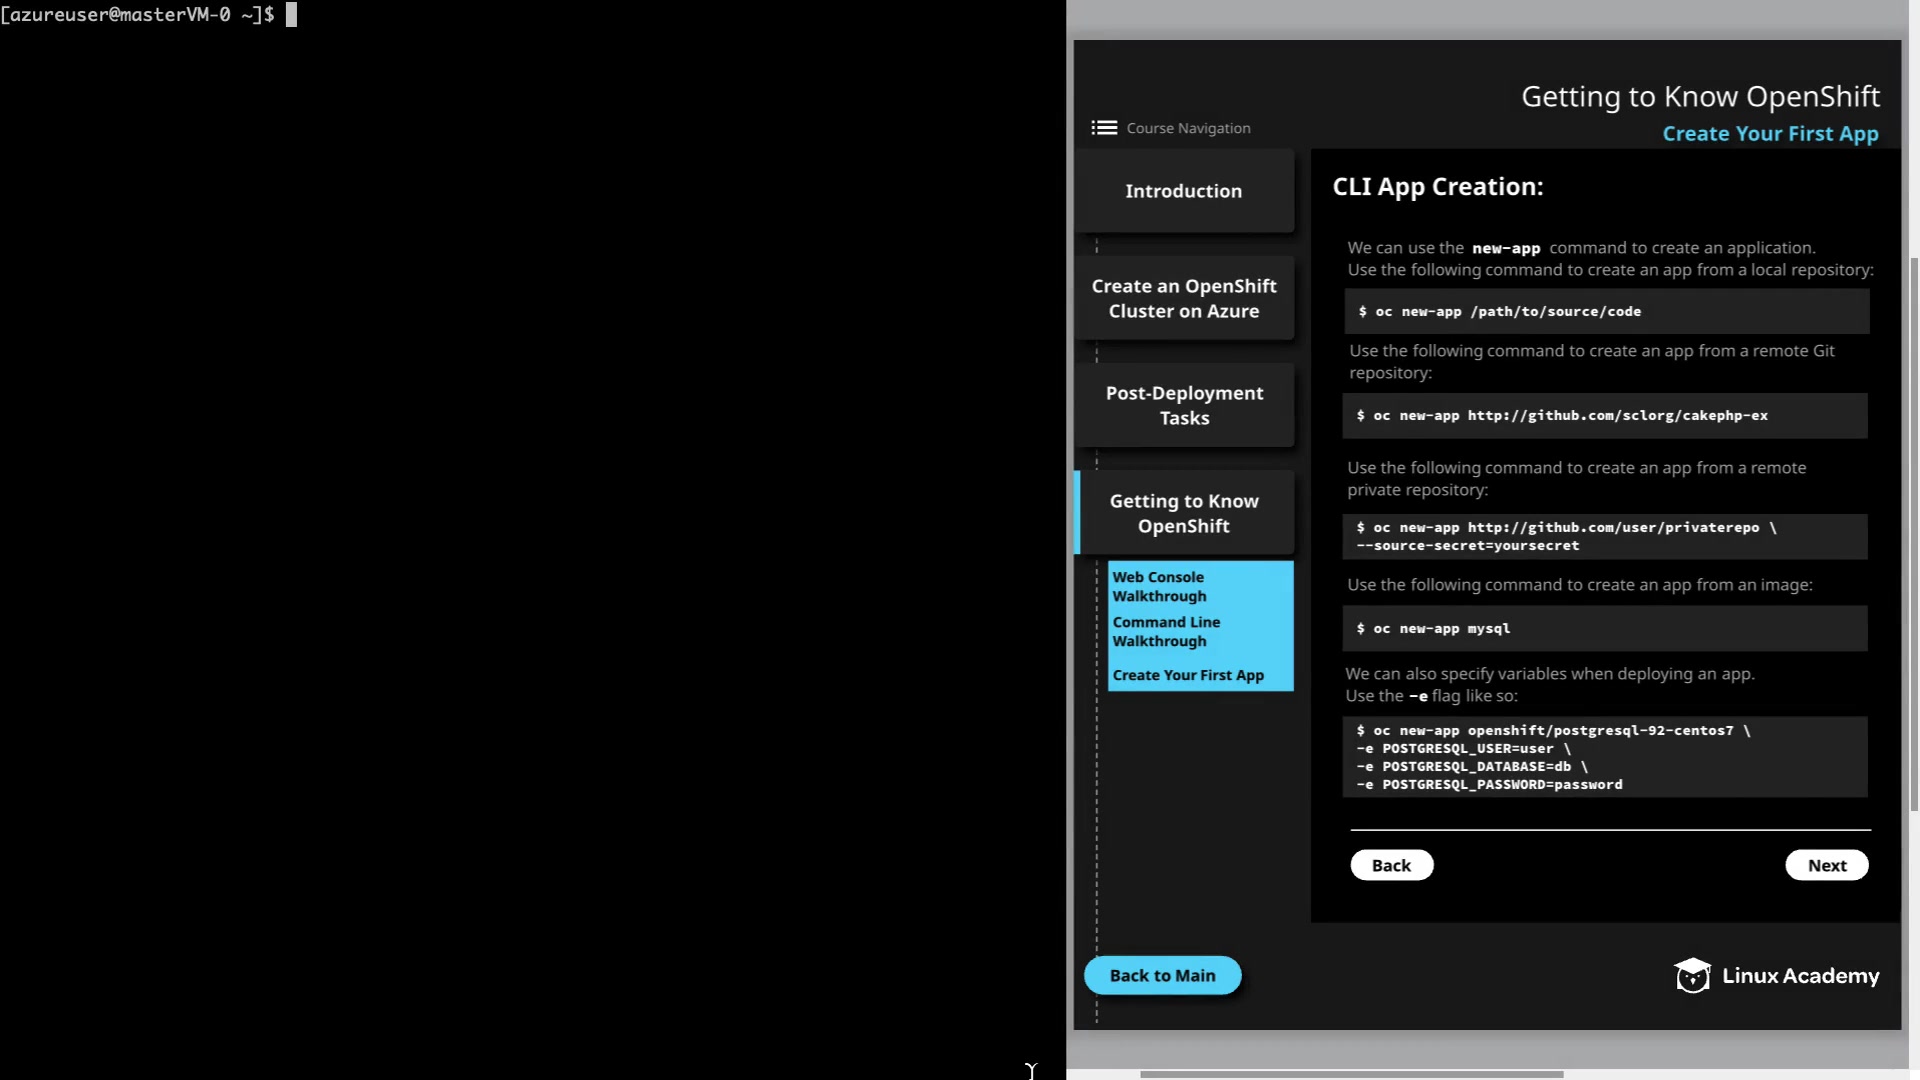 [azureuser@masterVM-0 ~]$
Getting to Know OpenShift
Create Your First App
Course Navigation
Introduction
Create an OpenShift
Cluster on Azure
Post-Deployment
Tasks
Getting to Know
OpenShift
Web Console
Walkthrough
Command Line
Walkthrough
Create Your First App
Back to Main
CLI App Creation:
We can use the new-app command to create an application.
Use the following command to create an app from a local repository:
$ oc new-app /path/to/source/code
Use the following command to create an app from a remote Git
repository:
$ oc new-app http://github.com/sclorg/cakephp-ex
Use the following command to create an app from a remote
private repository:
$ oc new-app http://github.com/user/privaterepo \
--source-secret=yoursecret
Use the following command to create an app from an image:
$ oc new-app mysql
We can also specify variables when deploying an app.
Use the -e flag like so:
$ oc new-app openshift/postgresql-92-centos7 \
-e POSTGRESQL_USER=user \
-e POSTGRESQL_DATABASE=db \
-e POSTGRESQL_PASSWORD=password
Back
Next
Linux Academy